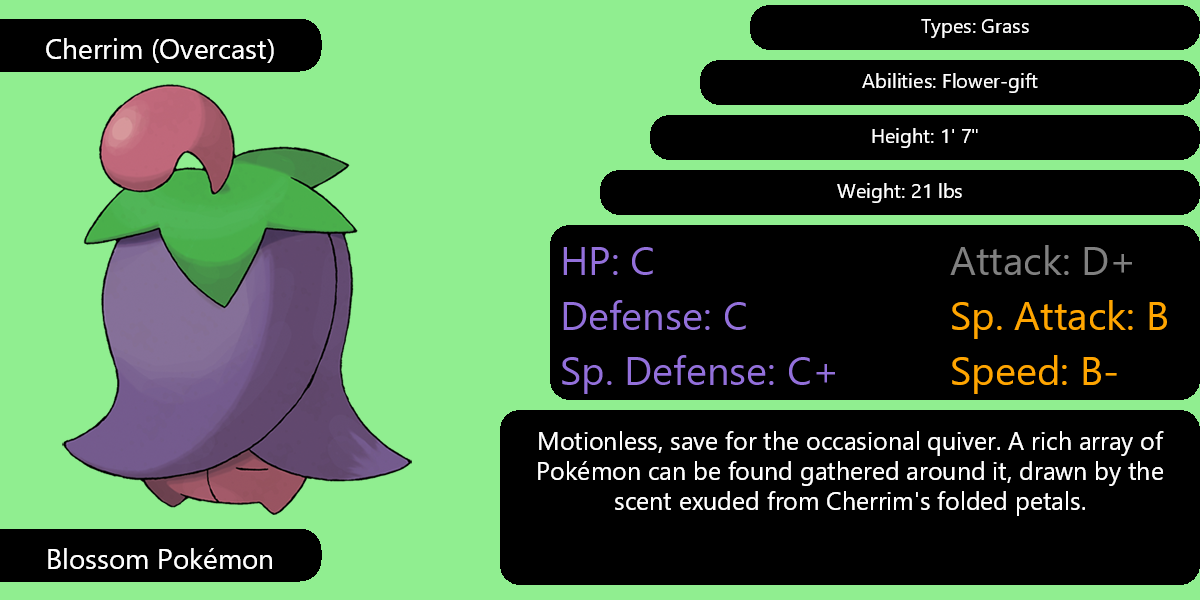 Cherrim (Overcast)
Types: Grass
Abilities: Flower-gift
Height: 1' 7"
Weight: 21 lbs
HP: C
Attack: D+
Defense: C
Sp. Attack: B
Sp. Defense: C+
Speed: B-
Motionless, save for the occasional quiver. A rich array of
Pokémon can be found gathered around it, drawn by the
scent exuded from Cherrim's folded petals.
Blossom Pokémon